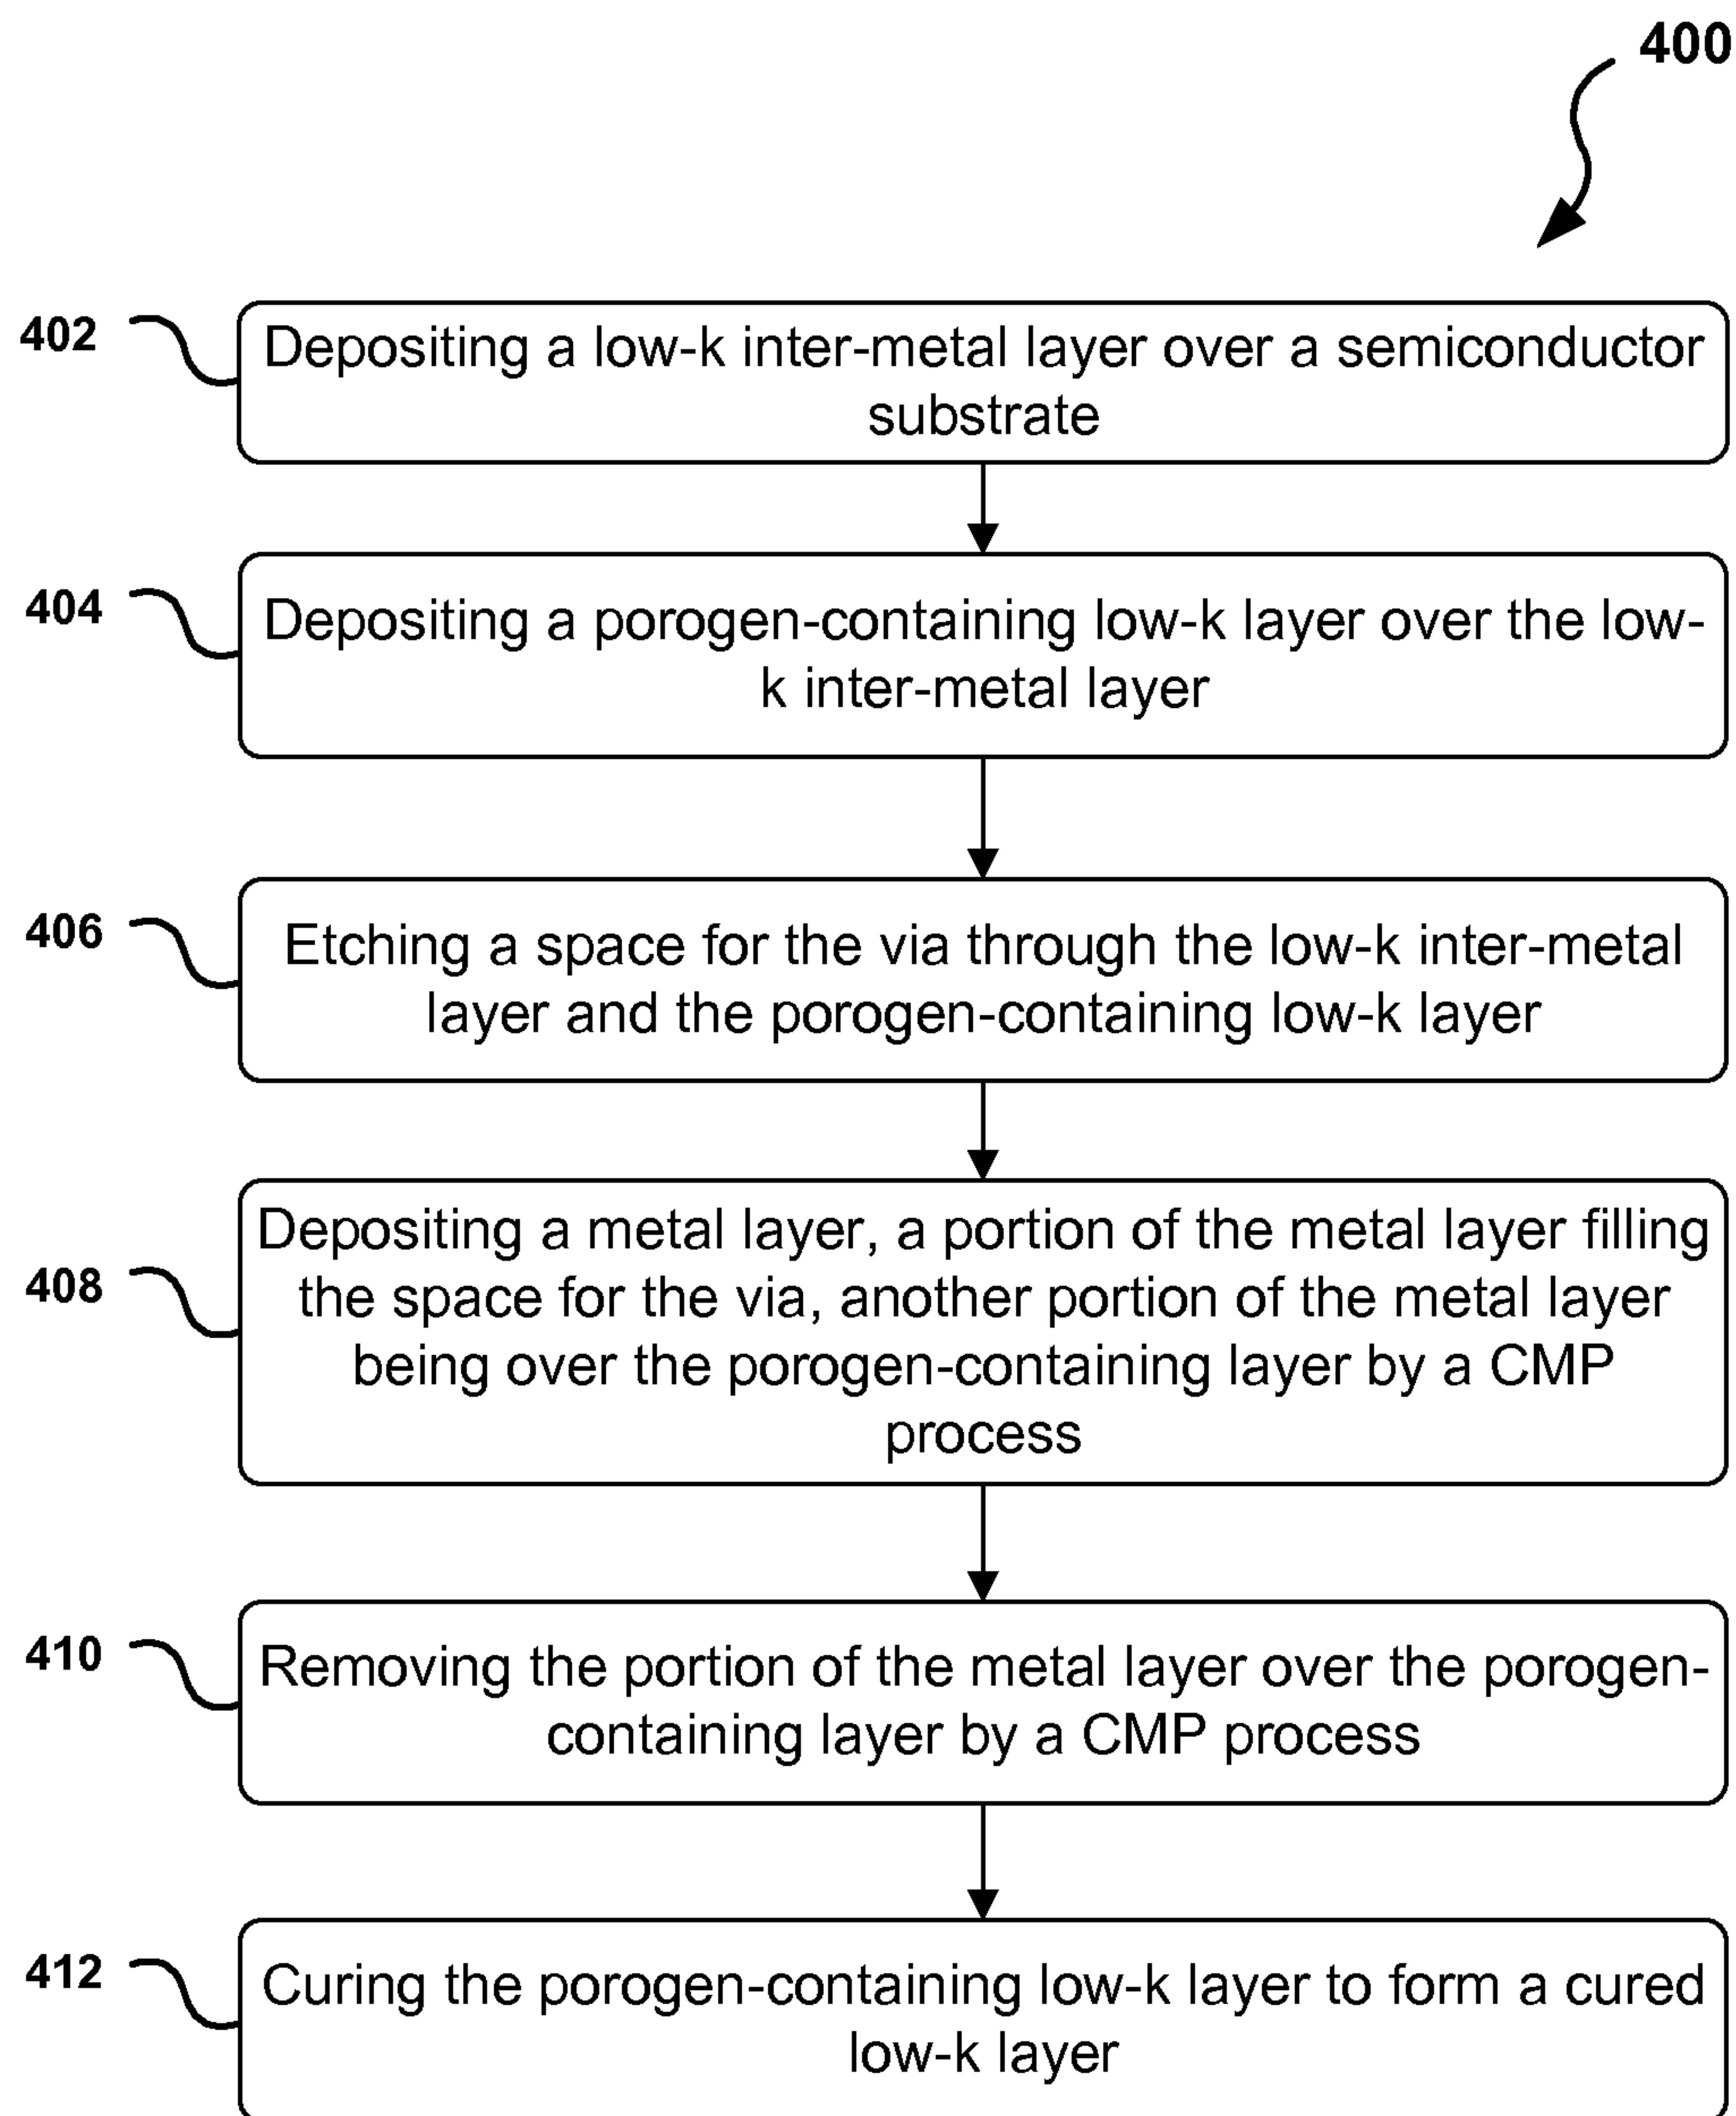 400
402
Depositing a low-k inter-metal layer over a semiconductor
substrate
404
Depositing a porogen-containing low-k layer over the low-
k inter-metal layer
406
Etching a space for the via through the low-k inter-metal
layer and the porogen-containing low-k layer
408
Depositing a metal layer, a portion of the metal layer filling
the space for the via, another portion of the metal layer
being over the porogen-containing layer by a CMP
process
410
Removing the portion of the metal layer over the porogen-
containing layer by a CMP process
412
Curing the porogen-containing low-k layer to form a cured
low-k layer